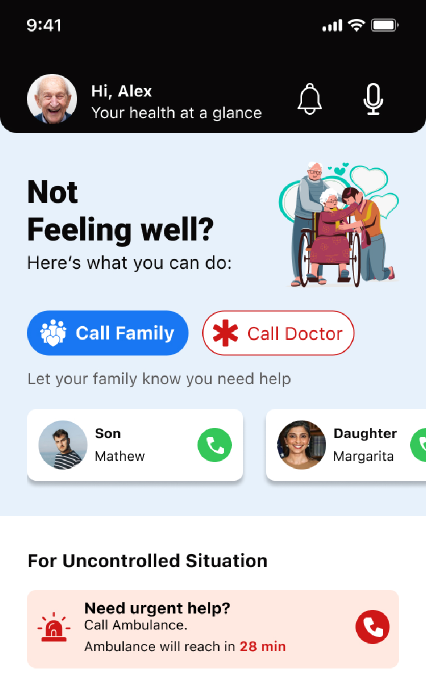 9:41
Hi, Alex
Your health at a glance
Not
Feeling well?
Here's what you can do:
Call Family
Call Doctor
Let your family know you need help
Son
Mathew
Daughter
Margarita
For Uncontrolled Situation
Need urgent help?
Call Ambulance.
Ambulance will reach in 28 min